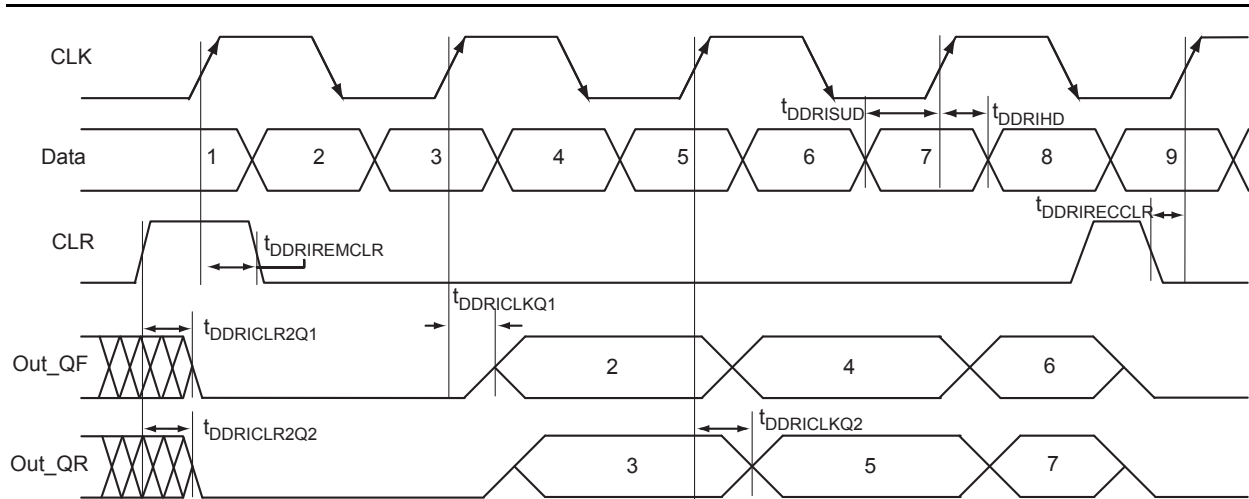 CLK
tDDRISUD
tDDRIHD
Data
1 2 3 4 5 6 7 8 9
CLR
tDDRIREMCLR
tDDRIRECCLR
tDDRICLKQ1
tDDRICLR2Q1
Out_QF
2 4 6
tDDRICLR2Q2
tDDRICLKQ2
Out_QR
3 5 7